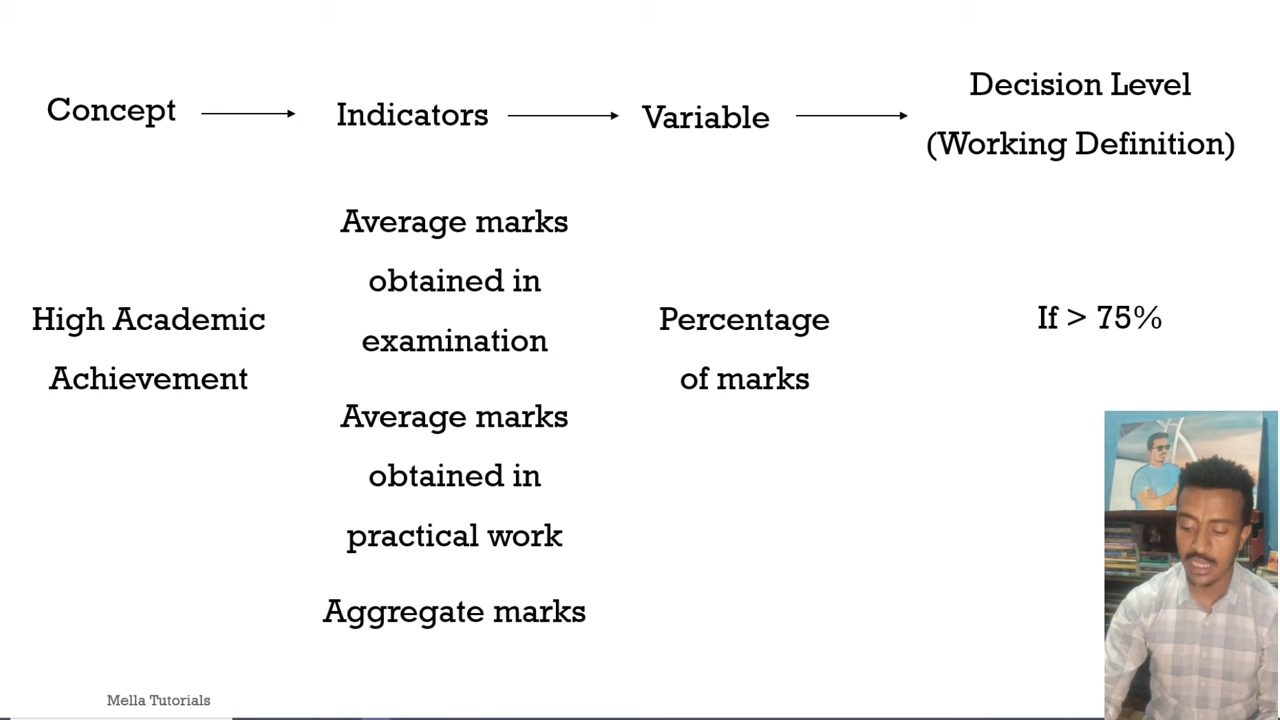 Concept
Indicators
Variable
Decision Level
(Working Definition)
High Academic
Achievement
Average marks
obtained in
examination
Average marks
obtained in
practical work
Aggregate marks
Percentage
of marks
If > 75%
Mella Tutorials